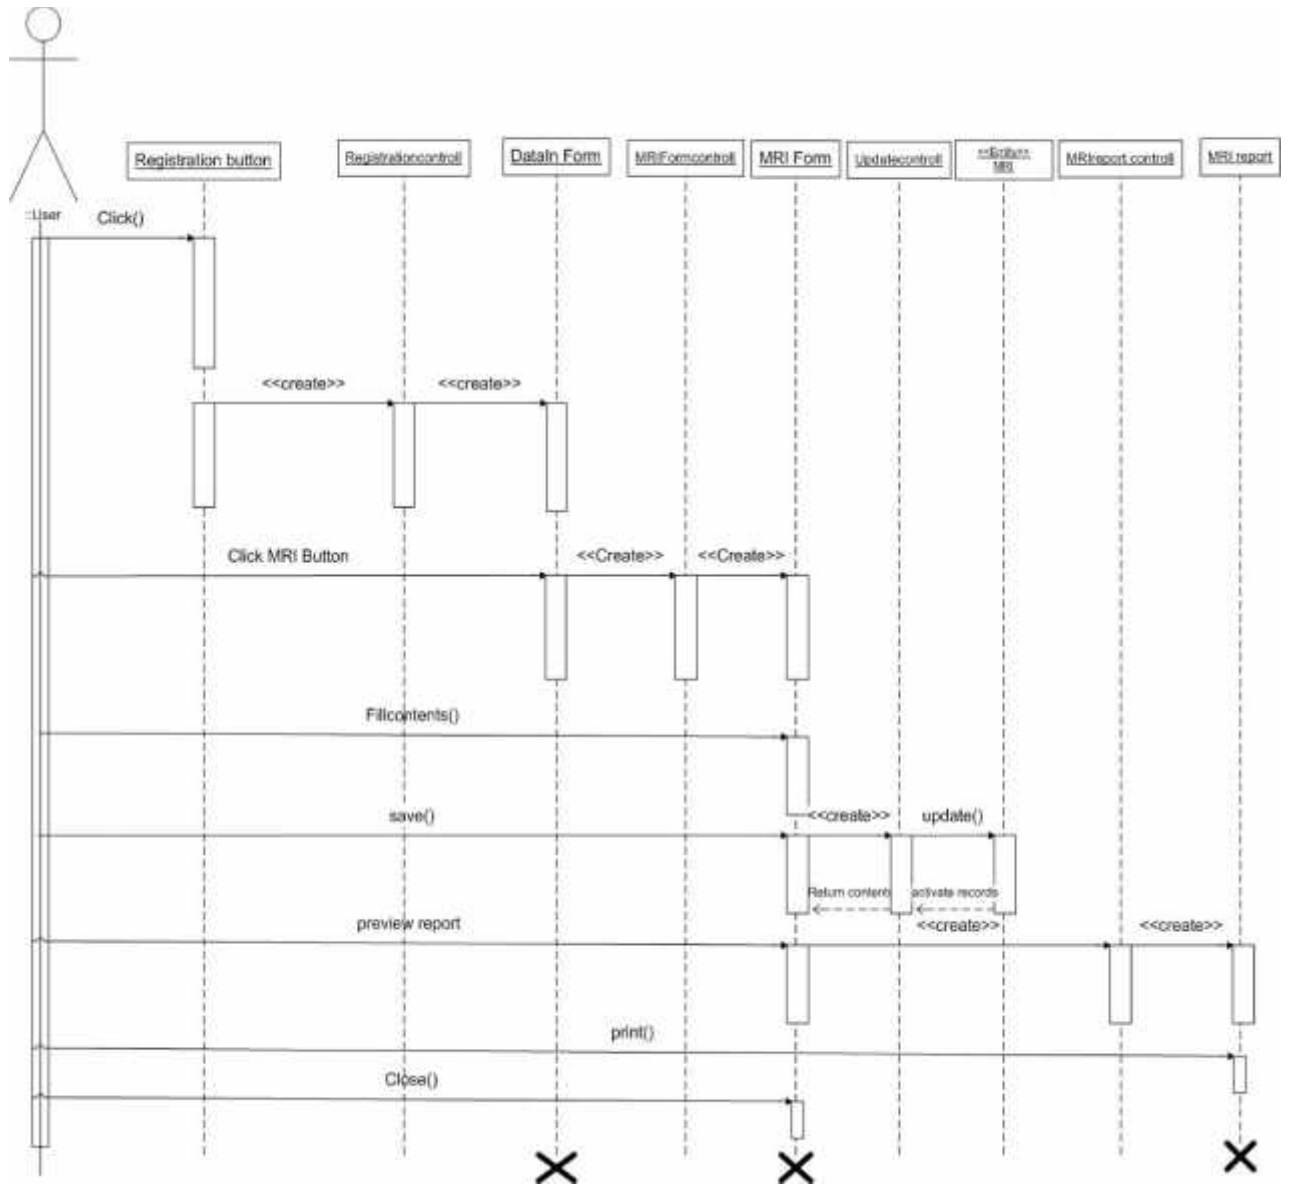 Registration button
Registrationcontroll
DataIn Form
MRIFormcontroll
MRI Form
Updatecontroll
<<Entity>>
MRI
MRIreport controll
MRI report
::User
Click()
<<create>>
<<create>>
Click MRI Button
<<Create>>
<<Create>>
Fillcontents()
save()
<<create>>
update()
Return content
activate records
preview report
<<create>>
<<create>>
print()
Close()